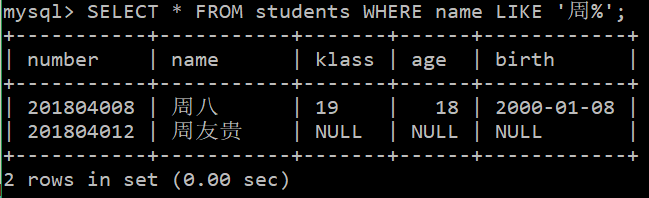 mysql> SELECT * FROM students WHERE name LIKE '周%';
+-----------+-----------+-------+------+------------+
| number    | name      | klass | age  | birth      |
+-----------+-----------+-------+------+------------+
| 201804008 | 周八      | 19    |   18 | 2000-01-08 |
| 201804012 | 周友贵    | NULL  | NULL | NULL       |
+-----------+-----------+-------+------+------------+
2 rows in set (0.00 sec)